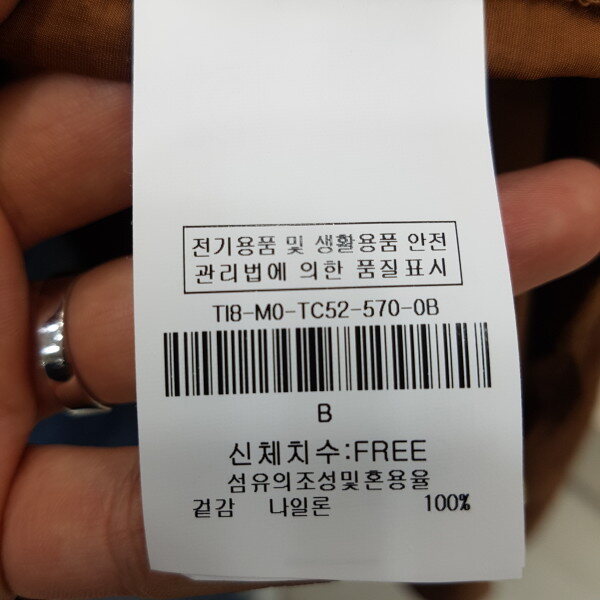 전기용품 및 생활용품 안전
관리법에 의한 품질표시
TI8-M0-TC52-570-0B
B
신체치수:FREE
섬유의조성및혼용율
겉감 나일론 100%